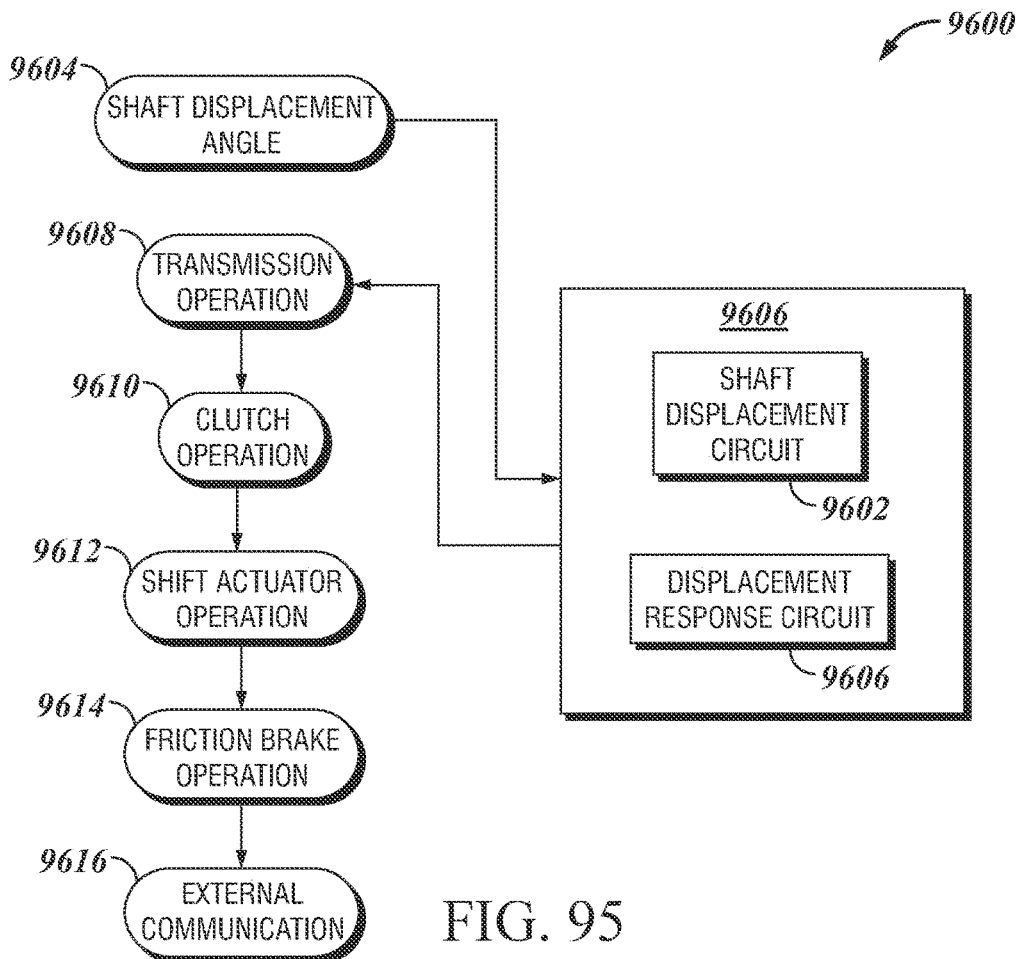 9600
9604
SHAFT DISPLACEMENT
ANGLE
9608
TRANSMISSION
OPERATION
9606
SHAFT
DISPLACEMENT
CIRCUIT
9602
9610
CLUTCH
OPERATION
9612
SHIFT ACTUATOR
OPERATION
DISPLACEMENT
RESPONSE CIRCUIT
9606
9614
FRICTION BRAKE
OPERATION
9616
EXTERNAL
COMMUNICATION
FIG. 95